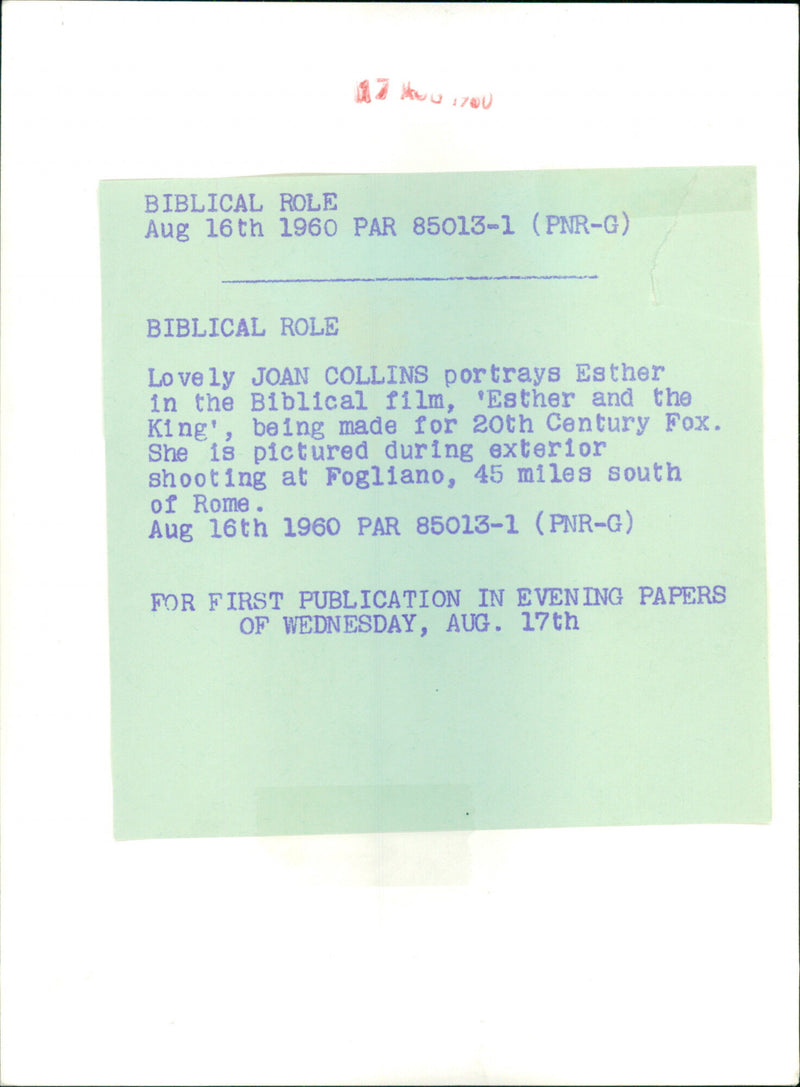 17 AUG 1960
BIBLICAL ROLE
Aug 16th 1960 PAR 85013-1 (PNR-G)
BIBLICAL ROLE
Lovely JOAN COLLINS portrays Esther
in the Biblical film, 'Esther and the
King', being made for 20th Century Fox.
She is pictured during exterior
shooting at Fogliano, 45 miles south
of Rome.
Aug 16th 1960 PAR 85013-1 (PNR-G)
FOR FIRST PUBLICATION IN EVENING PAPERS
OF WEDNESDAY, AUG. 17th